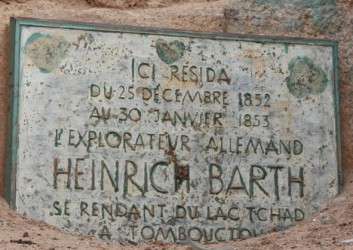 ICI RÉSIDA
DU 25 DÉCEMBRE 1852
AU 30 JANVIER 1853
L'EXPLORATEUR ALLEMAND
HEINRICH BARTH
SE RENDANT DU LAC TCHAD
A TOMBOUCTOU